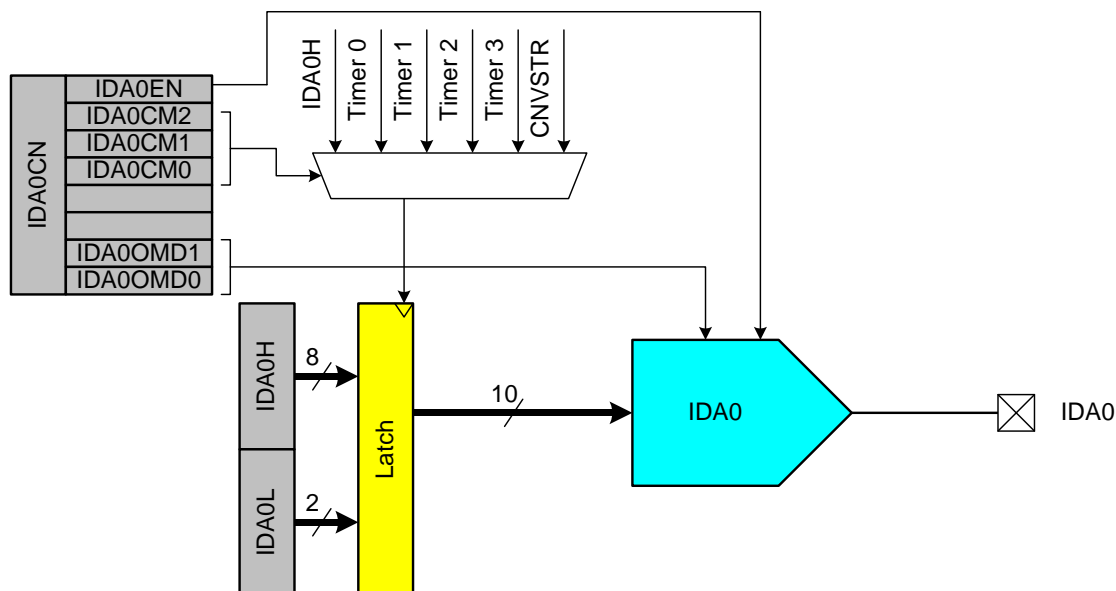 IDA0CN
IDA0EN
IDA0CM2
IDA0CM1
IDA0CM0
IDA0OMD1
IDA0OMD0
IDA0H
Timer 0
Timer 1
Timer 2
Timer 3
CNVSTR
IDA0H
8
IDA0L
2
Latch
10
IDA0
IDA0